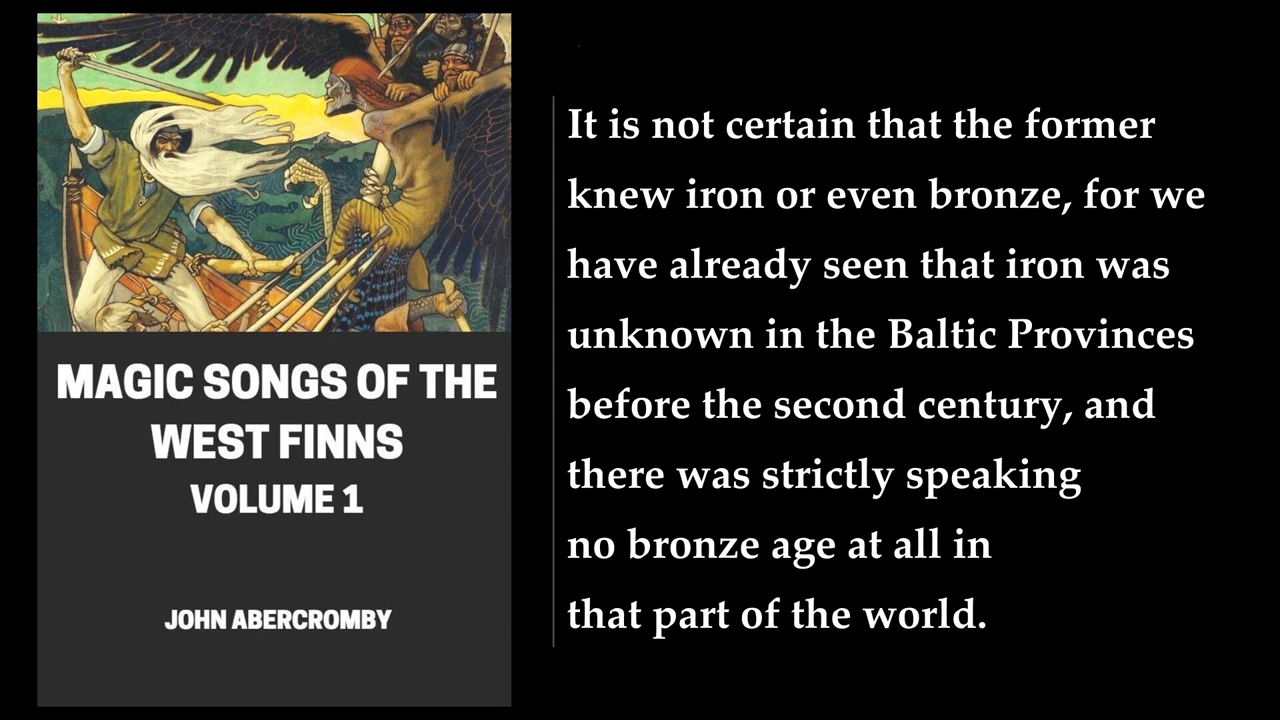 MAGIC SONGS OF THE
WEST FINNS
VOLUME 1
JOHN ABERCROMBY
It is not certain that the former
knew iron or even bronze, for we
have already seen that iron was
unknown in the Baltic Provinces
before the second century, and
there was strictly speaking
no bronze age at all in
that part of the world.